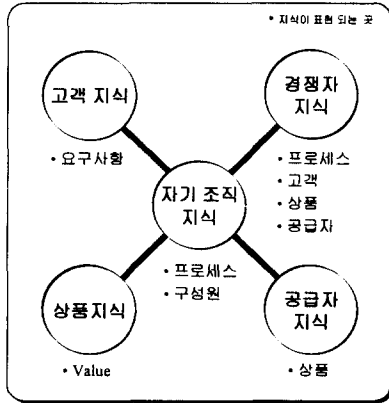 • 지식이 표현 되는 곳
고객 지식
• 요구사항
경쟁자
지식
• 프로세스
• 고객
• 상품
• 공급자
자기 조직
지식
• 프로세스
• 구성원
상품지식
• Value
공급자
지식
• 상품